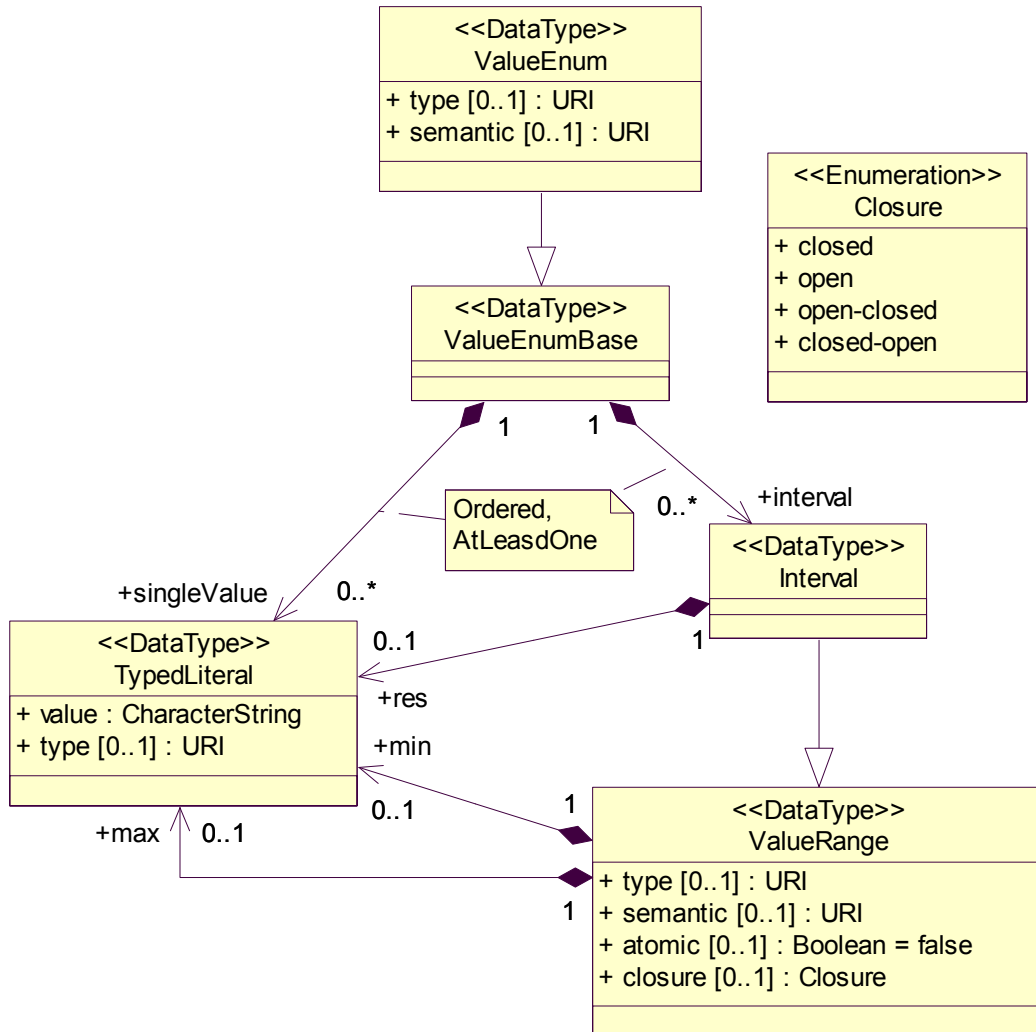 <<DataType>>
ValueEnum
+ type [0..1] : URI
+ semantic [0..1] : URI
<<Enumeration>>
Closure
+ closed
+ open
+ open-closed
+ closed-open
<<DataType>>
ValueEnumBase
1
1
Ordered,
AtLeasdOne
0..*
+interval
+singleValue
0..*
<<DataType>>
Interval
<<DataType>>
TypedLiteral
+ value : CharacterString
+ type [0..1] : URI
0..1
1
+res
+min
0..1
1
+max
0..1
1
<<DataType>>
ValueRange
+ type [0..1] : URI
+ semantic [0..1] : URI
+ atomic [0..1] : Boolean = false
+ closure [0..1] : Closure